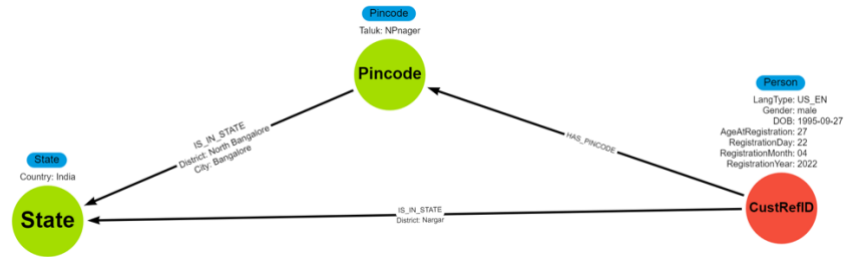 Pincode
Taluk: NPnager
Pincode
Person
LangType: US_EN
Gender: male
DOB: 1995-09-27
AgeAtRegistration: 27
RegistrationDay: 22
RegistrationMonth: 04
RegistrationYear: 2022
CustRefID
HAS_PINCODE
IS_IN_STATE
District: North Bangalore
City: Bangalore
State
Country: India
State
IS_IN_STATE
District: Nargar